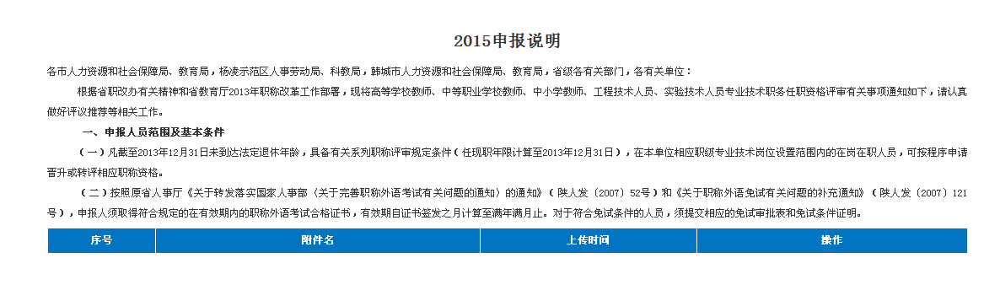 2015申报说明
各市人力资源和社会保障局、教育局，杨凌示范区人事劳动局、科教局，韩城市人力资源和社会保障局、教育局，省级各有关部门，各有关单位：
根据省职改办有关精神和省教育厅2013年职称改革工作部署，现将高等学校教师、中等职业学校教师、中小学教师、工程技术人员、实验技术人员专业技术职务任职资格评审有关事项通知如下，请认真
做好评议推荐等相关工作。
一、申报人员范围及基本条件
（一）凡截至2013年12月31日未到达法定退休年龄，具备有关系列职称评审规定条件（任现职年限计算至2013年12月31日），在本单位相应职级专业技术岗位设置范围内的在岗在职人员，可按程序申请
晋升或转评相应职称资格。
（二）按照原省人事厅《关于转发落实国家人事部〈关于完善职称外语考试有关问题的通知〉的通知》（陕人发〔2007〕52号）和《关于职称外语免试有关问题的补充通知》（陕人发〔2007〕121
号），申报人须取得符合规定的在有效期内的职称外语考试合格证书，有效期自证书签发之月计算至满年满月止。对于符合免试条件的人员，须提交相应的免试审批表和免试条件证明。
序号 附件名 上传时间 操作